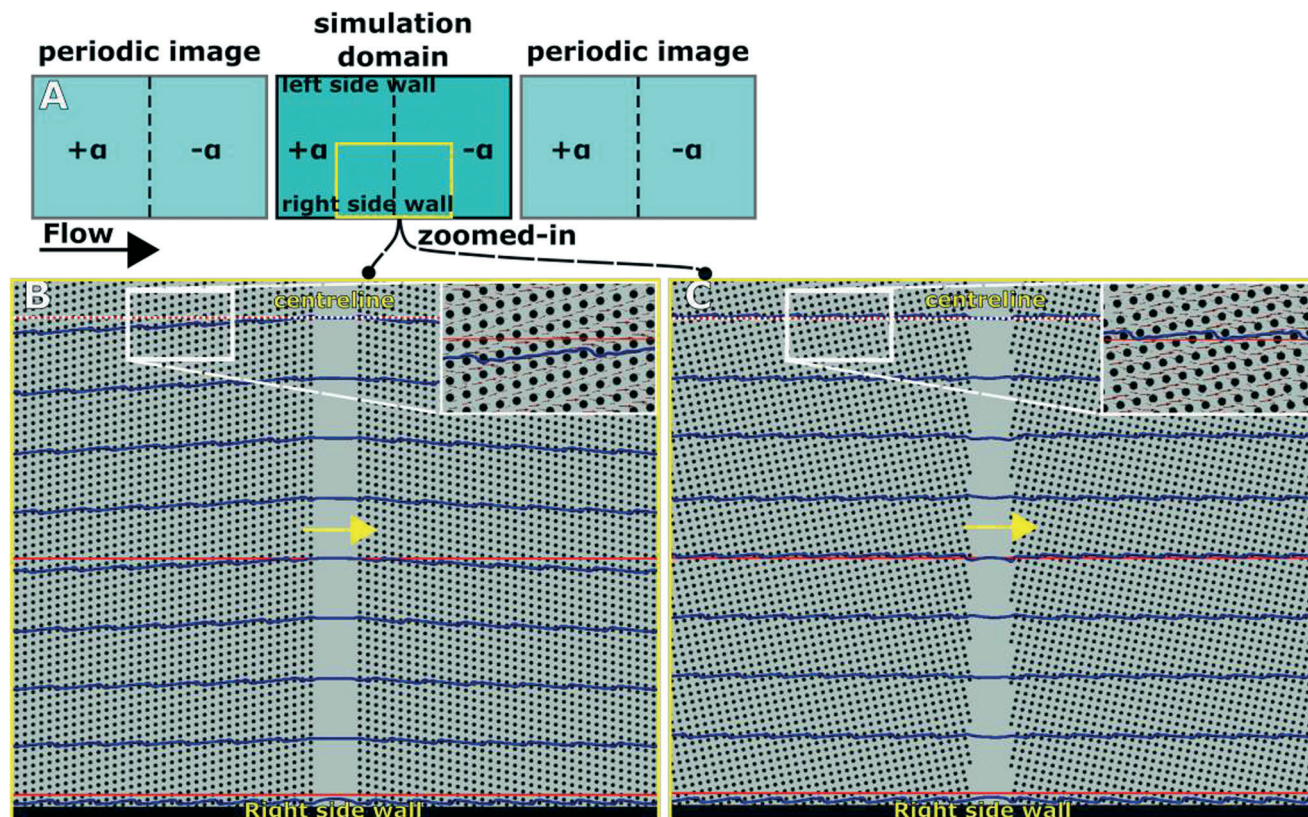 simulation
periodic image domain periodic image
A left side wall
+α -α +α -α +α -α
right side wall
Flow zoomed-in
B centreline C centreline
Right side wall Right side wall